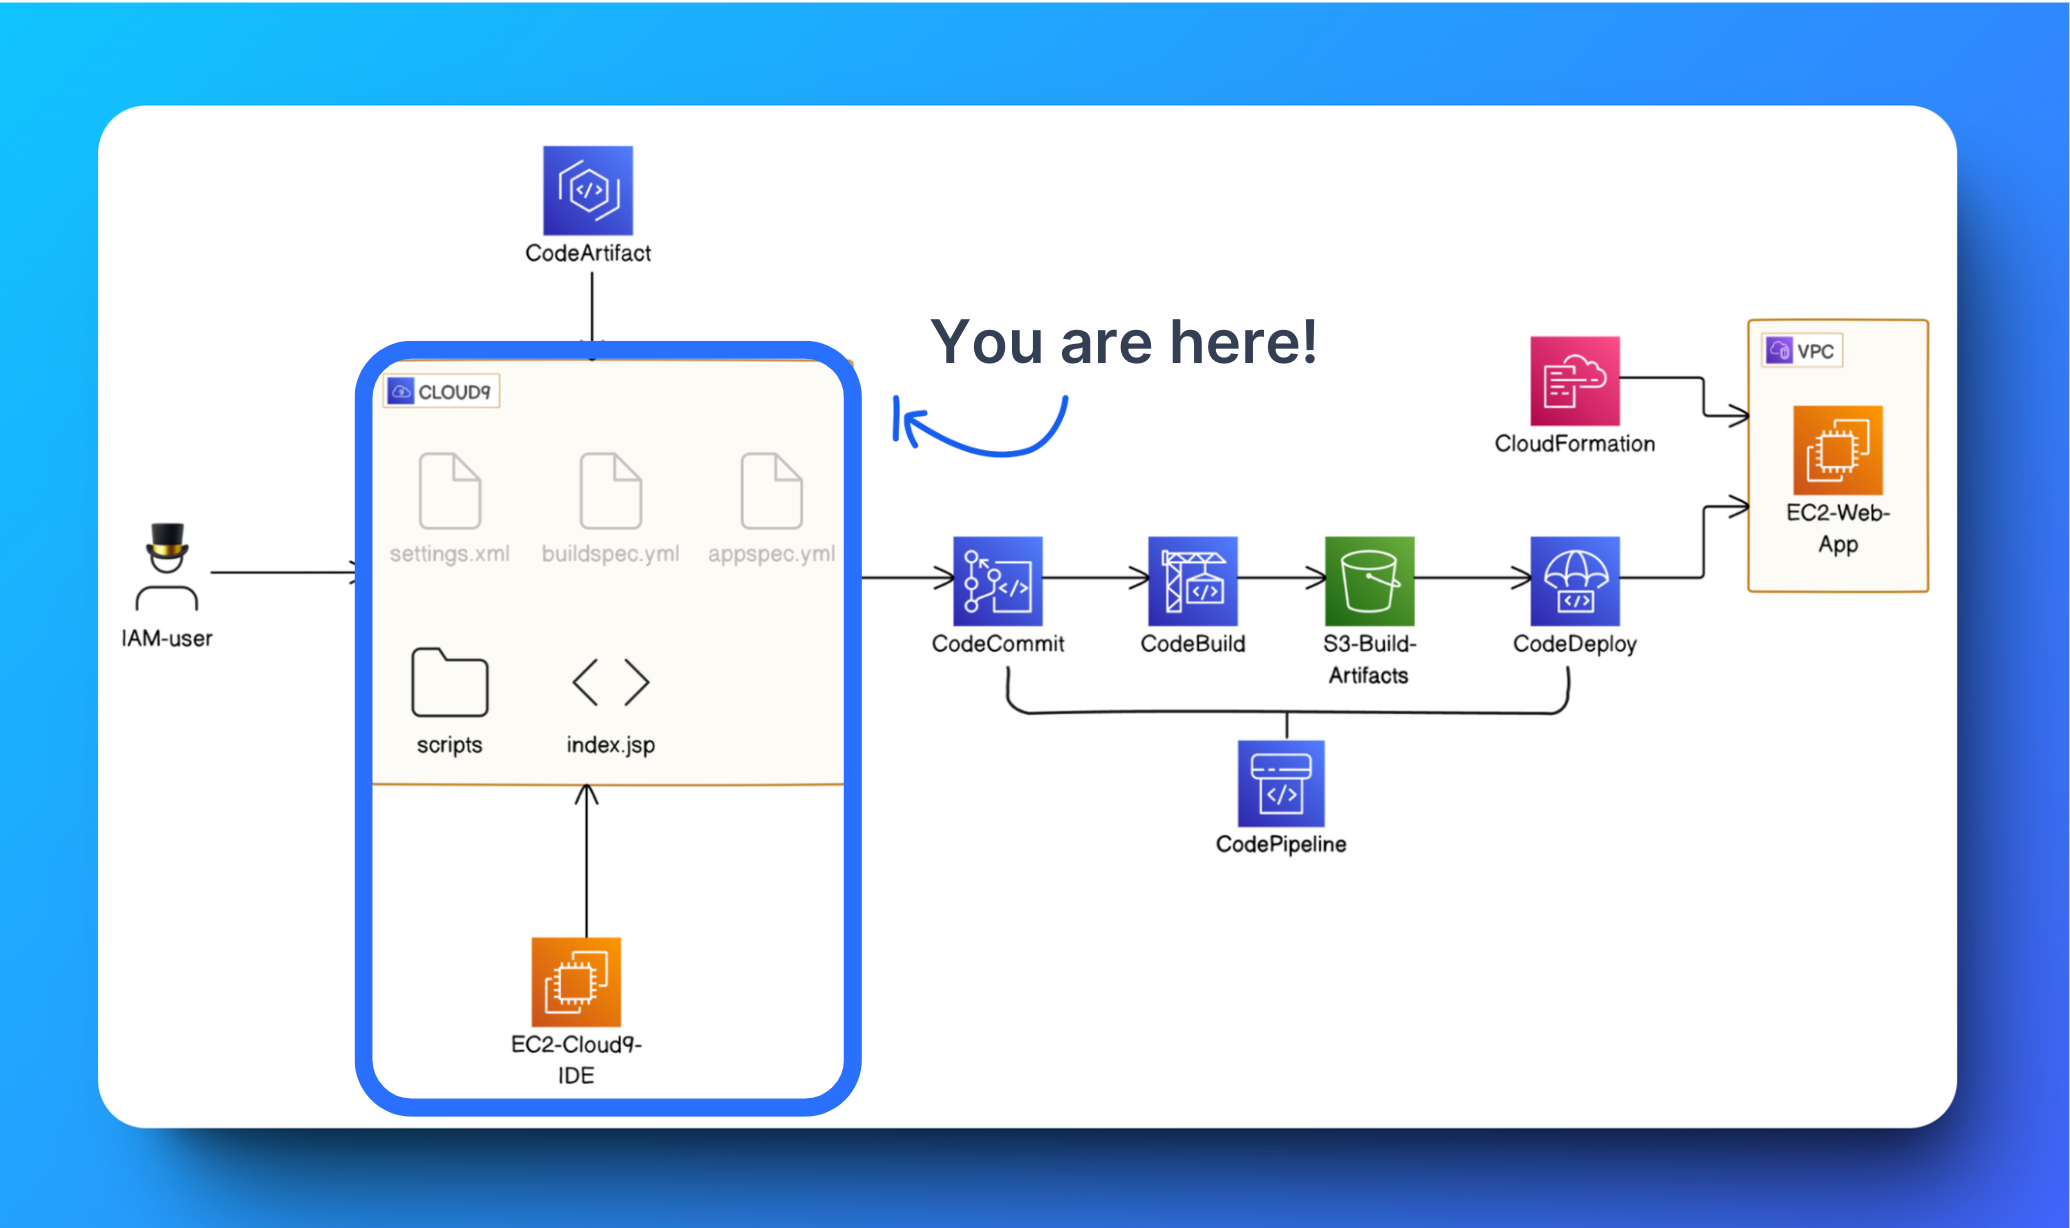 CodeArtifact
You are here!
CLOUD9
settings.xml
buildspec.yml
appspec.yml
scripts
index.jsp
IAM-user
EC2-Cloud9-
IDE
CodeCommit
CodeBuild
S3-Build-
Artifacts
CodeDeploy
CodePipeline
CloudFormation
VPC
EC2-Web-
App